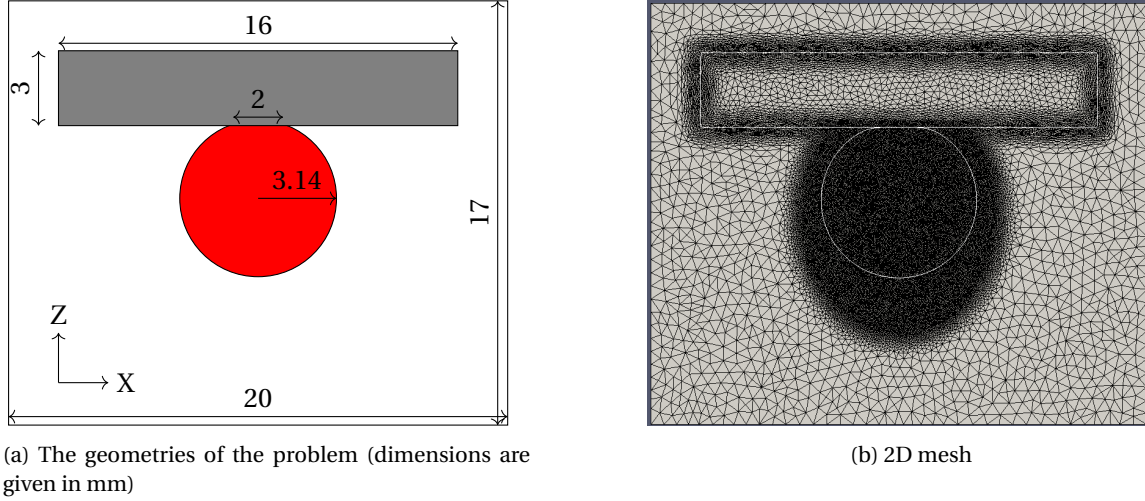 16
3
2
3.14
17
Z
X
20
(a) The geometries of the problem (dimensions are
given in mm)
(b) 2D mesh